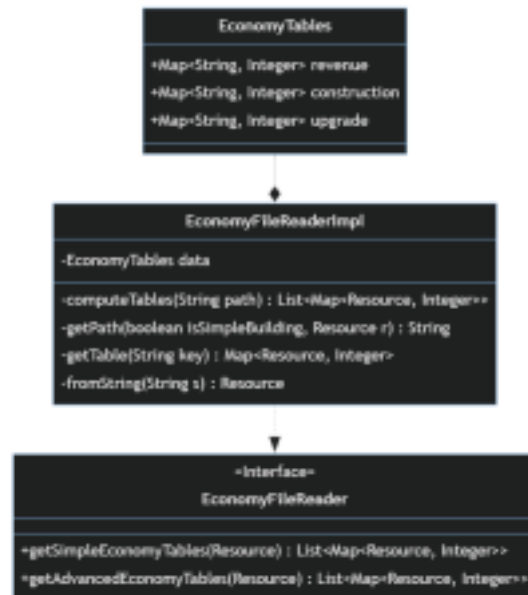 EconomyTables
+Map<String, Integer> revenue
+Map<String, Integer> construction
+Map<String, Integer> upgrade
EconomyFileReaderImpl
-EconomyTables data
-computeTables(String path) : List<Map<Resource, Integer>>
-getPath(boolean isSimpleBuilding, Resource r) : String
-getTable(String key) : Map<Resource, Integer>
-fromString(String s) : Resource
«Interface»
EconomyFileReader
+getSimpleEconomyTables(Resource) : List<Map<Resource, Integer>>
+getAdvancedEconomyTables(Resource) : List<Map<Resource, Integer>>